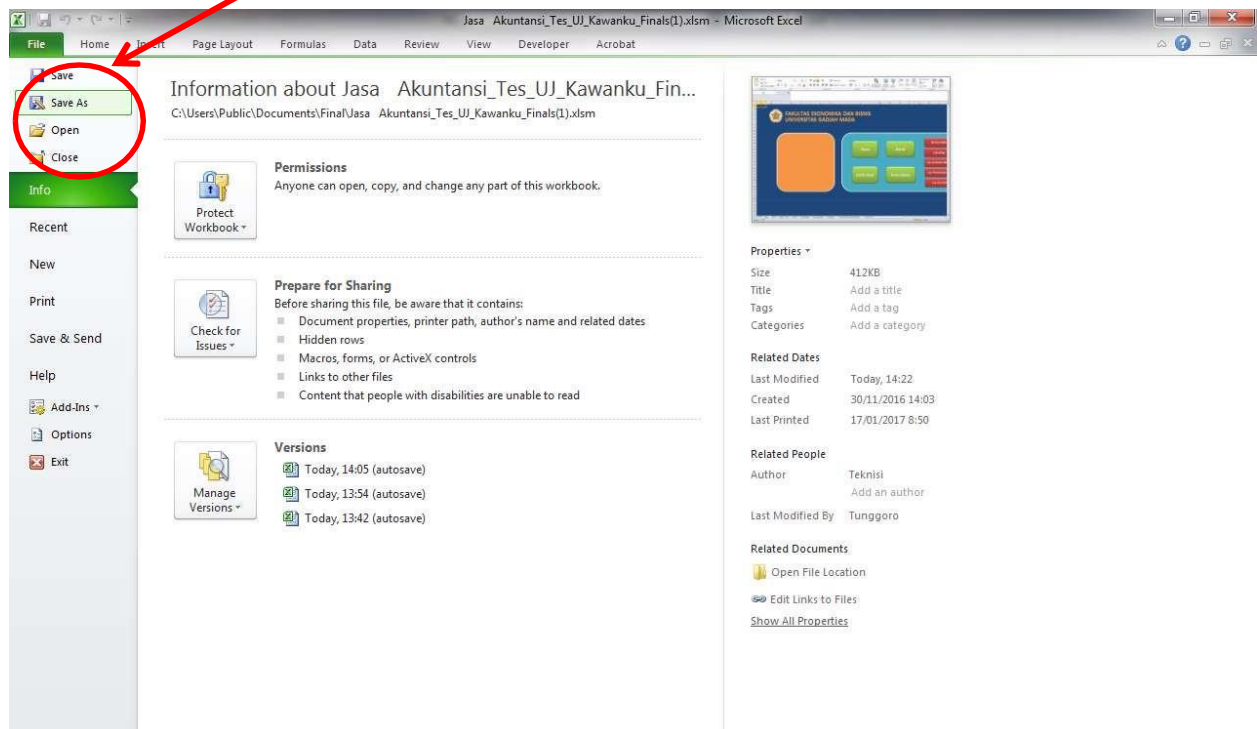 Jasa Akuntansi_Tes_UJ_Kawanku_Finals(1).xlsm - Microsoft Excel
File Home Insert Page Layout Formulas Data Review View Developer Acrobat
Save
Save As
Open
Close
Info
Recent
New
Print
Save & Send
Help
Add-Ins
Options
Exit
Information about Jasa Akuntansi_Tes_UJ_Kawanku_Fin...
C:\Users\Public\Documents\Final\Jasa Akuntansi_Tes_UJ_Kawanku_Finals(1).xlsm
Protect
Workbook
Permissions
Anyone can open, copy, and change any part of this workbook.
Check for
Issues
Prepare for Sharing
Before sharing this file, be aware that it contains:
Document properties, printer path, author's name and related dates
Hidden rows
Macros, forms, or ActiveX controls
Links to other files
Content that people with disabilities are unable to read
Manage
Versions
Versions
Today, 14:05 (autosave)
Today, 13:54 (autosave)
Today, 13:42 (autosave)
FAKULTAS EKONOMIKA DAN BISNIS
UNIVERSITAS GADJAH MADA
Properties
Size 412KB
Title Add a title
Tags Add a tag
Categories Add a category
Related Dates
Last Modified Today, 14:22
Created 30/11/2016 14:03
Last Printed 17/01/2017 8:50
Related People
Author Teknisi
Add an author
Last Modified By Tunggoro
Related Documents
Open File Location
Edit Links to Files
Show All Properties